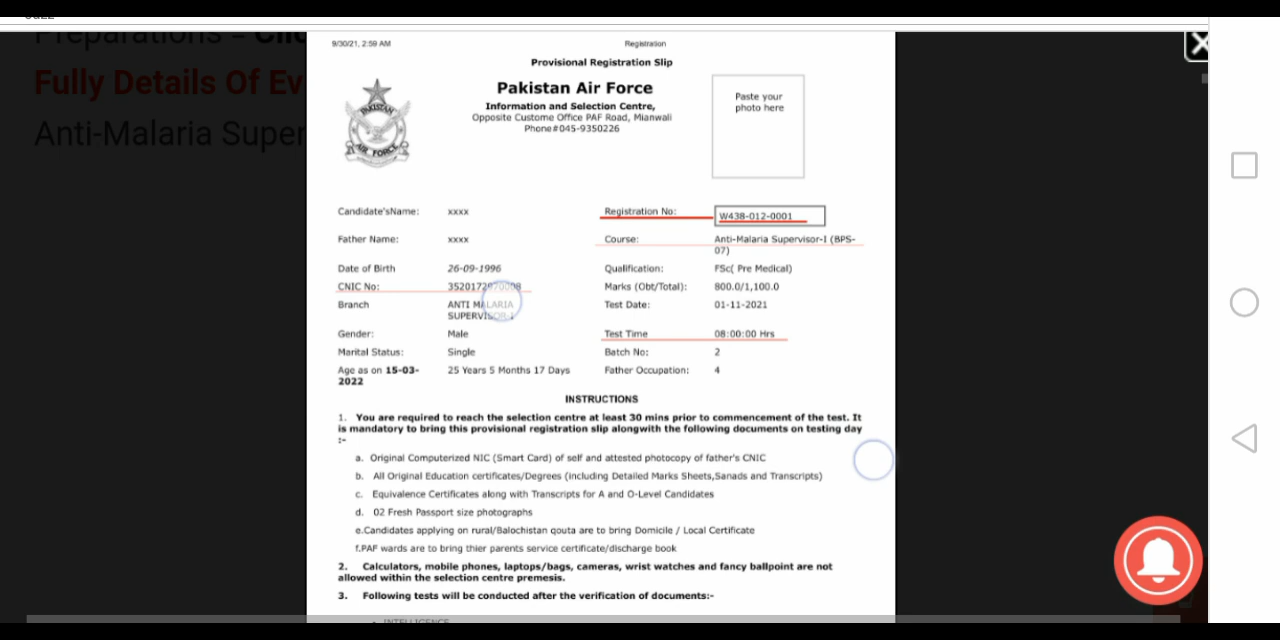 Preparations =
Fully Details Of Ev
Anti-Malaria Super
9/30/21, 2:59 AM
Registration
Provisional Registration Slip
Pakistan Air Force
Information and Selection Centre,
Opposite Custome Office PAF Road, Mianwali
Phone#045-9350226
PAKISTAN
AIR FORCE
Paste your
photo here
Candidate'sName: xxxx Registration No: W438-012-0001
Father Name: xxxx Course: Anti-Malaria Supervisor-I (BPS-
07)
Date of Birth 26-09-1996 Qualification: FSc( Pre Medical)
CNIC No: Marks (Obt/Total): 800.0/1,100.0
Branch ANTI MALARIA Test Date: 01-11-2021
SUPERVISOR-I
Gender: Male Test Time 08:00:00 Hrs
Marital Status: Single Batch No: 2
Age as on 15-03- 25 Years 5 Months 17 Days Father Occupation: 4
2022
INSTRUCTIONS
1. You are required to reach the selection centre at least 30 mins prior to commencement of the test. It
is mandatory to bring this provisional registration slip alongwith the following documents on testing day
:-
a. Original Computerized NIC (Smart Card) of self and attested photocopy of father's CNIC
b. All Original Education certificates/Degrees (including Detailed Marks Sheets,Sanads and Transcripts)
c. Equivalence Certificates along with Transcripts for A and O-Level Candidates
d. 02 Fresh Passport size photographs
e.Candidates applying on rural/Balochistan qouta are to bring Domicile / Local Certificate
f.PAF wards are to bring thier parents service certificate/discharge book
2. Calculators, mobile phones, laptops/bags, cameras, wrist watches and fancy ballpoint are not
allowed within the selection centre premesis.
3. Following tests will be conducted after the verification of documents:-
INTELLIGENCE